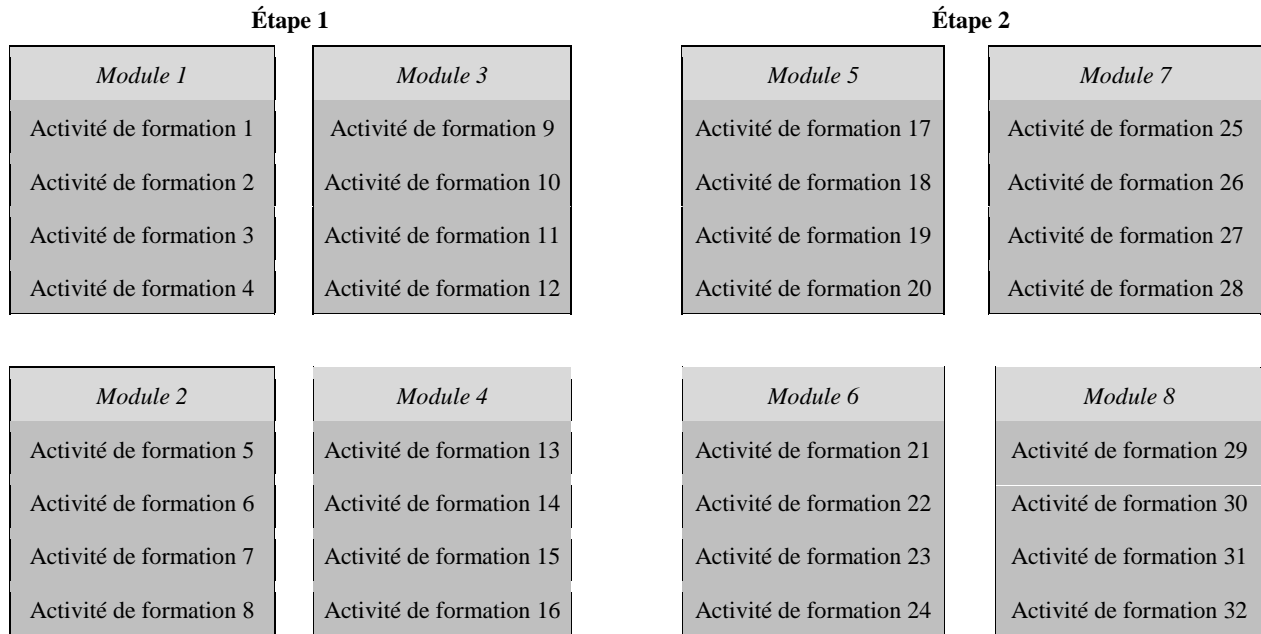 Étape 1
Module 1
Activité de formation 1
Activité de formation 2
Activité de formation 3
Activité de formation 4
Module 2
Activité de formation 5
Activité de formation 6
Activité de formation 7
Activité de formation 8
Module 3
Activité de formation 9
Activité de formation 10
Activité de formation 11
Activité de formation 12
Module 4
Activité de formation 13
Activité de formation 14
Activité de formation 15
Activité de formation 16
Étape 2
Module 5
Activité de formation 17
Activité de formation 18
Activité de formation 19
Activité de formation 20
Module 6
Activité de formation 21
Activité de formation 22
Activité de formation 23
Activité de formation 24
Module 7
Activité de formation 25
Activité de formation 26
Activité de formation 27
Activité de formation 28
Module 8
Activité de formation 29
Activité de formation 30
Activité de formation 31
Activité de formation 32